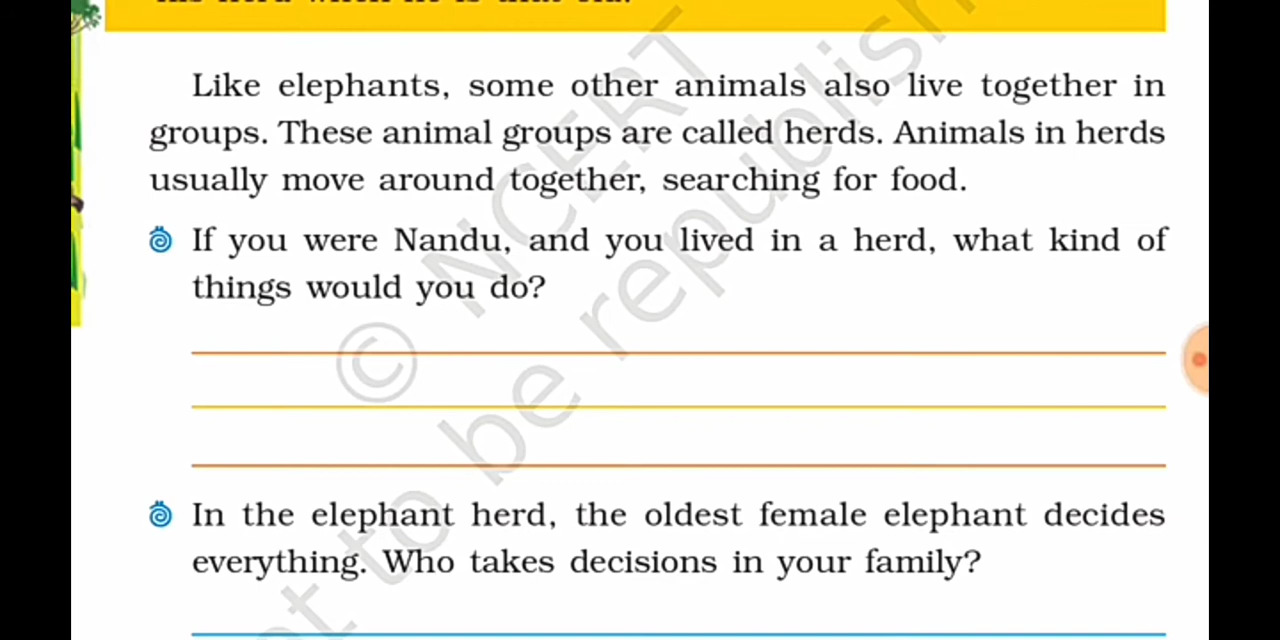 Like elephants, some other animals also live together in
groups. These animal groups are called herds. Animals in herds
usually move around together, searching for food.
If you were Nandu, and you lived in a herd, what kind of
things would you do?
In the elephant herd, the oldest female elephant decides
everything. Who takes decisions in your family?
© NCERT
be republish